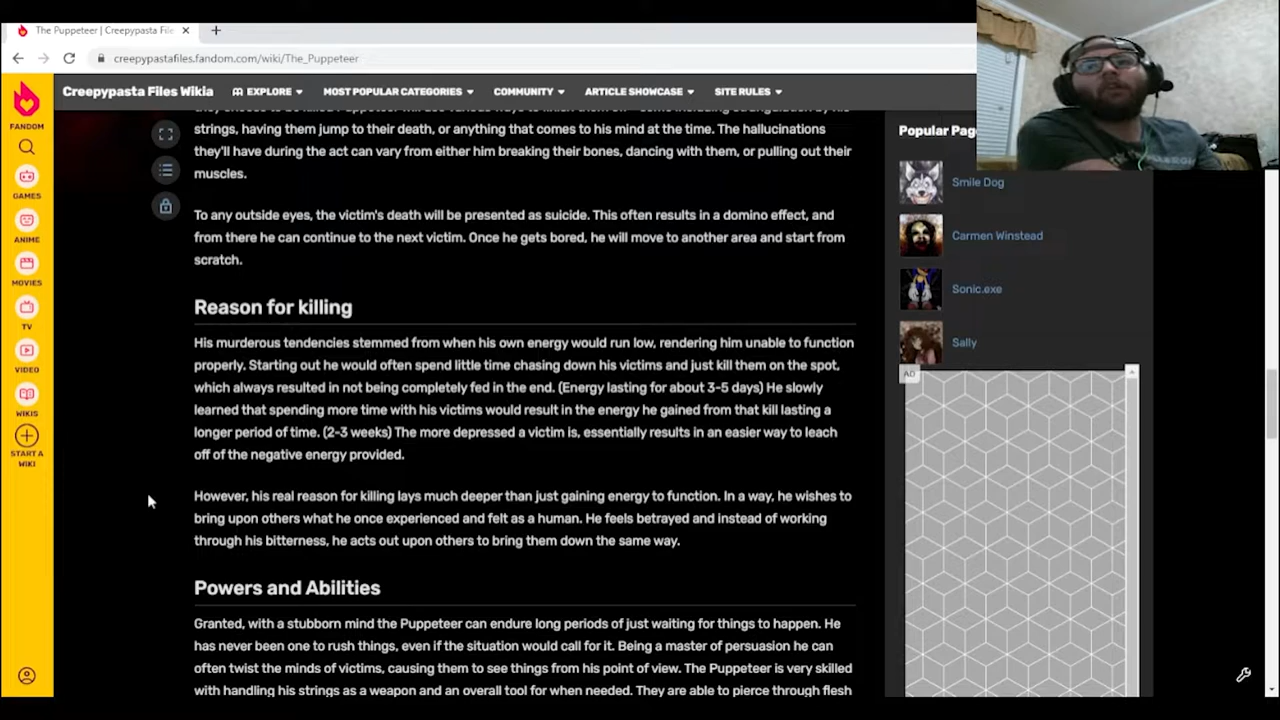 The Puppeteer | Creepypasta File
creepypastafiles.fandom.com/wiki/The_Puppeteer
FANDOM
GAMES
ANIME
MOVIES
TV
VIDEO
WIKIS
START A
WIKI
Creepypasta Files Wikia
EXPLORE
MOST POPULAR CATEGORIES
COMMUNITY
ARTICLE SHOWCASE
SITE RULES
strings, having them jump to their death, or anything that comes to his mind at the time. The hallucinations
they'll have during the act can vary from either him breaking their bones, dancing with them, or pulling out their
muscles.
To any outside eyes, the victim's death will be presented as suicide. This often results in a domino effect, and
from there he can continue to the next victim. Once he gets bored, he will move to another area and start from
scratch.
Reason for killing
His murderous tendencies stemmed from when his own energy would run low, rendering him unable to function
properly. Starting out he would often spend little time chasing down his victims and just kill them on the spot,
which always resulted in not being completely fed in the end. (Energy lasting for about 3-5 days) He slowly
learned that spending more time with his victims would result in the energy he gained from that kill lasting a
longer period of time. (2-3 weeks) The more depressed a victim is, essentially results in an easier way to leach
off of the negative energy provided.
However, his real reason for killing lays much deeper than just gaining energy to function. In a way, he wishes to
bring upon others what he once experienced and felt as a human. He feels betrayed and instead of working
through his bitterness, he acts out upon others to bring them down the same way.
Powers and Abilities
Granted, with a stubborn mind the Puppeteer can endure long periods of just waiting for things to happen. He
has never been one to rush things, even if the situation would call for it. Being a master of persuasion he can
often twist the minds of victims, causing them to see things from his point of view. The Puppeteer is very skilled
with handling his strings as a weapon and an overall tool for when needed. They are able to pierce through flesh
Popular Pag
Smile Dog
Carmen Winstead
Sonic.exe
Sally
AD